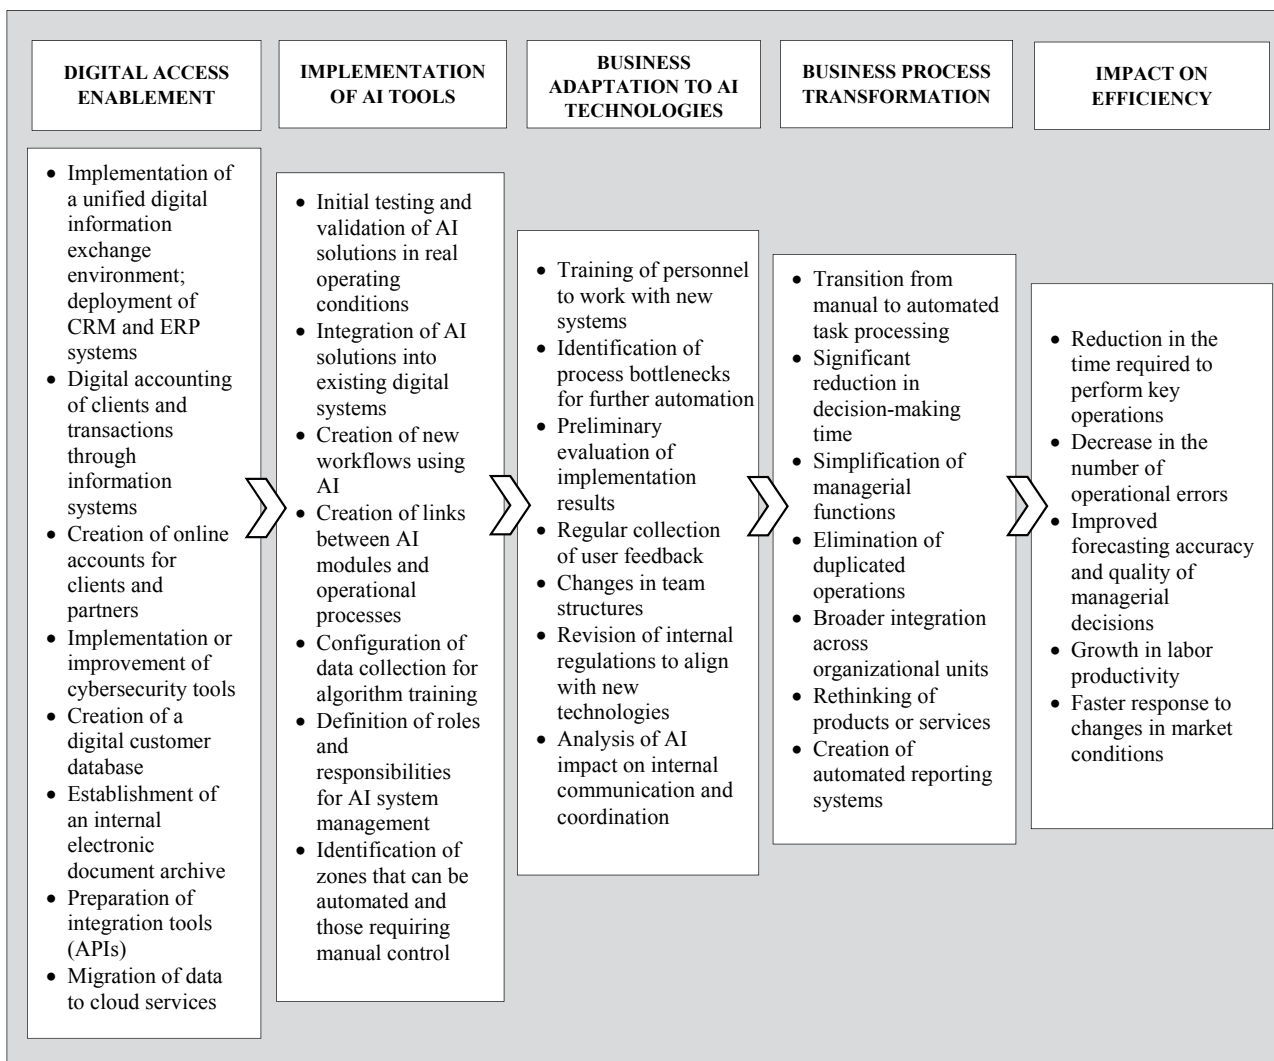 DIGITAL ACCESS
ENABLEMENT
IMPLEMENTATION
OF AI TOOLS
BUSINESS
ADAPTATION TO AI
TECHNOLOGIES
BUSINESS PROCESS
TRANSFORMATION
IMPACT ON
EFFICIENCY
• Implementation of
a unified digital
information
exchange
environment;
deployment of
CRM and ERP
systems
• Digital accounting
of clients and
transactions
through
information
systems
• Creation of online
accounts for
clients and
partners
• Implementation or
improvement of
cybersecurity tools
• Creation of a
digital customer
database
• Establishment of
an internal
electronic
document archive
• Preparation of
integration tools
(APIs)
• Migration of data
to cloud services
• Initial testing and
validation of AI
solutions in real
operating
conditions
• Integration of AI
solutions into
existing digital
systems
• Creation of new
workflows using
AI
• Creation of links
between AI
modules and
operational
processes
• Configuration of
data collection for
algorithm training
• Definition of roles
and
responsibilities
for AI system
management
• Identification of
zones that can be
automated and
those requiring
manual control
• Training of personnel
to work with new
systems
• Identification of
process bottlenecks
for further automation
• Preliminary
evaluation of
implementation
results
• Regular collection
of user feedback
• Changes in team
structures
• Revision of internal
regulations to align
with new
technologies
• Analysis of AI
impact on internal
communication and
coordination
• Transition from
manual to automated
task processing
• Significant
reduction in
decision-making
time
• Simplification of
managerial
functions
• Elimination of
duplicated
operations
• Broader integration
across
organizational units
• Rethinking of
products or services
• Creation of
automated reporting
systems
• Reduction in the
time required to
perform key
operations
• Decrease in the
number of
operational errors
• Improved
forecasting accuracy
and quality of
managerial
decisions
• Growth in labor
productivity
• Faster response to
changes in market
conditions